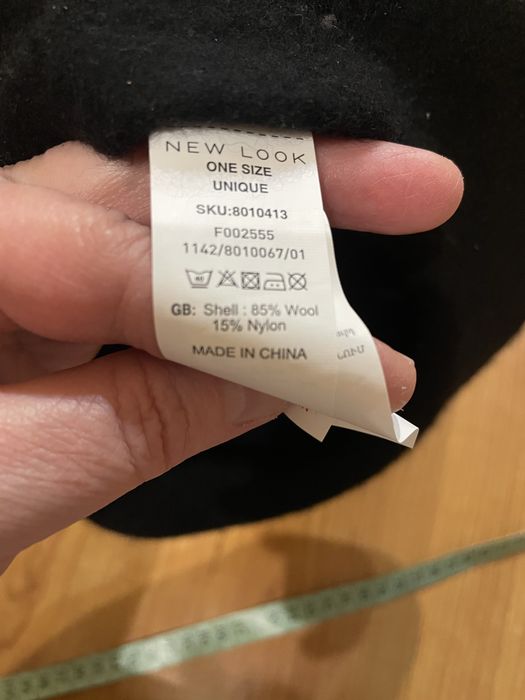 NEW LOOK
ONE SIZE
UNIQUE
SKU:8010413
F002555
1142/8010067/01
GB: Shell : 85% Wool
15% Nylon
MADE IN CHINA